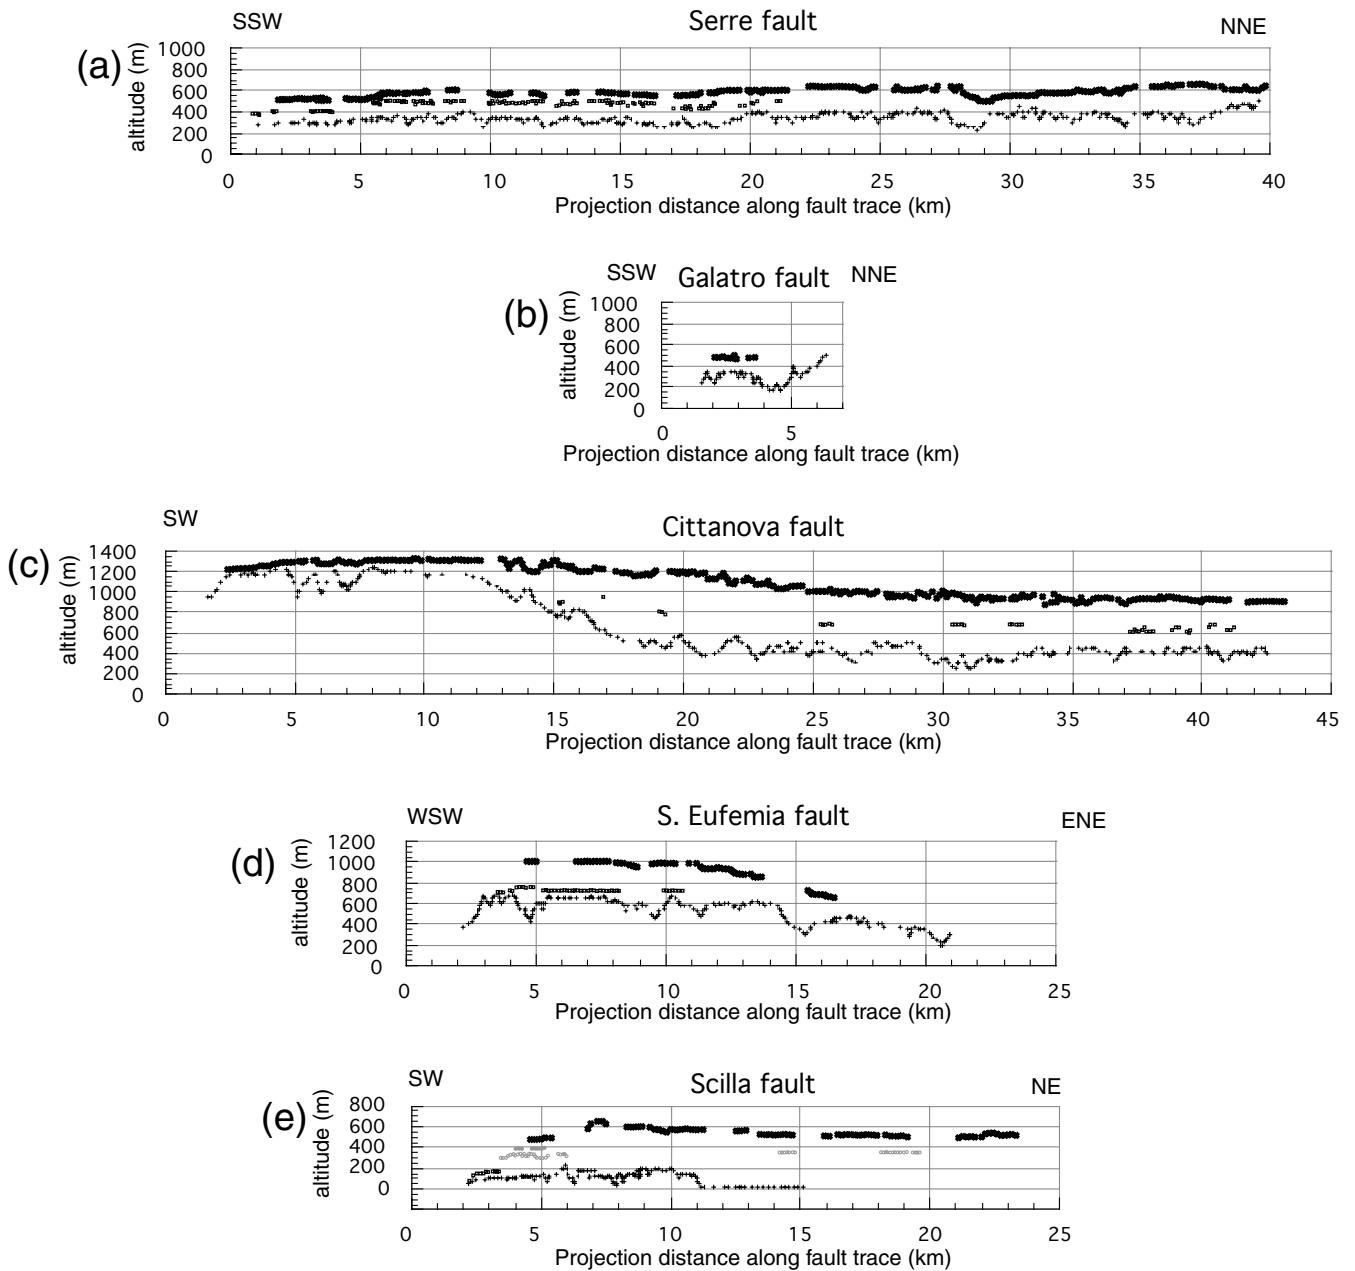 SSW Serre fault NNE
(a)
altitude (m)
1000
800
600
400
200
0
0 5 10 15 20 25 30 35 40
Projection distance along fault trace (km)
SSW Galatro fault NNE
(b)
altitude (m)
1000
800
600
400
200
0
0 5
Projection distance along fault trace (km)
SW
Cittanova fault
(c)
altitude (m)
1400
1200
1000
800
600
400
200
0
0 5 10 15 20 25 30 35 40 45
Projection distance along fault trace (km)
WSW S. Eufemia fault ENE
(d)
altitude (m)
1200
1000
800
600
400
200
0
0 5 10 15 20 25
Projection distance along fault trace (km)
SW Scilla fault NE
(e)
altitude (m)
800
600
400
200
0
0 5 10 15 20 25
Projection distance along fault trace (km)